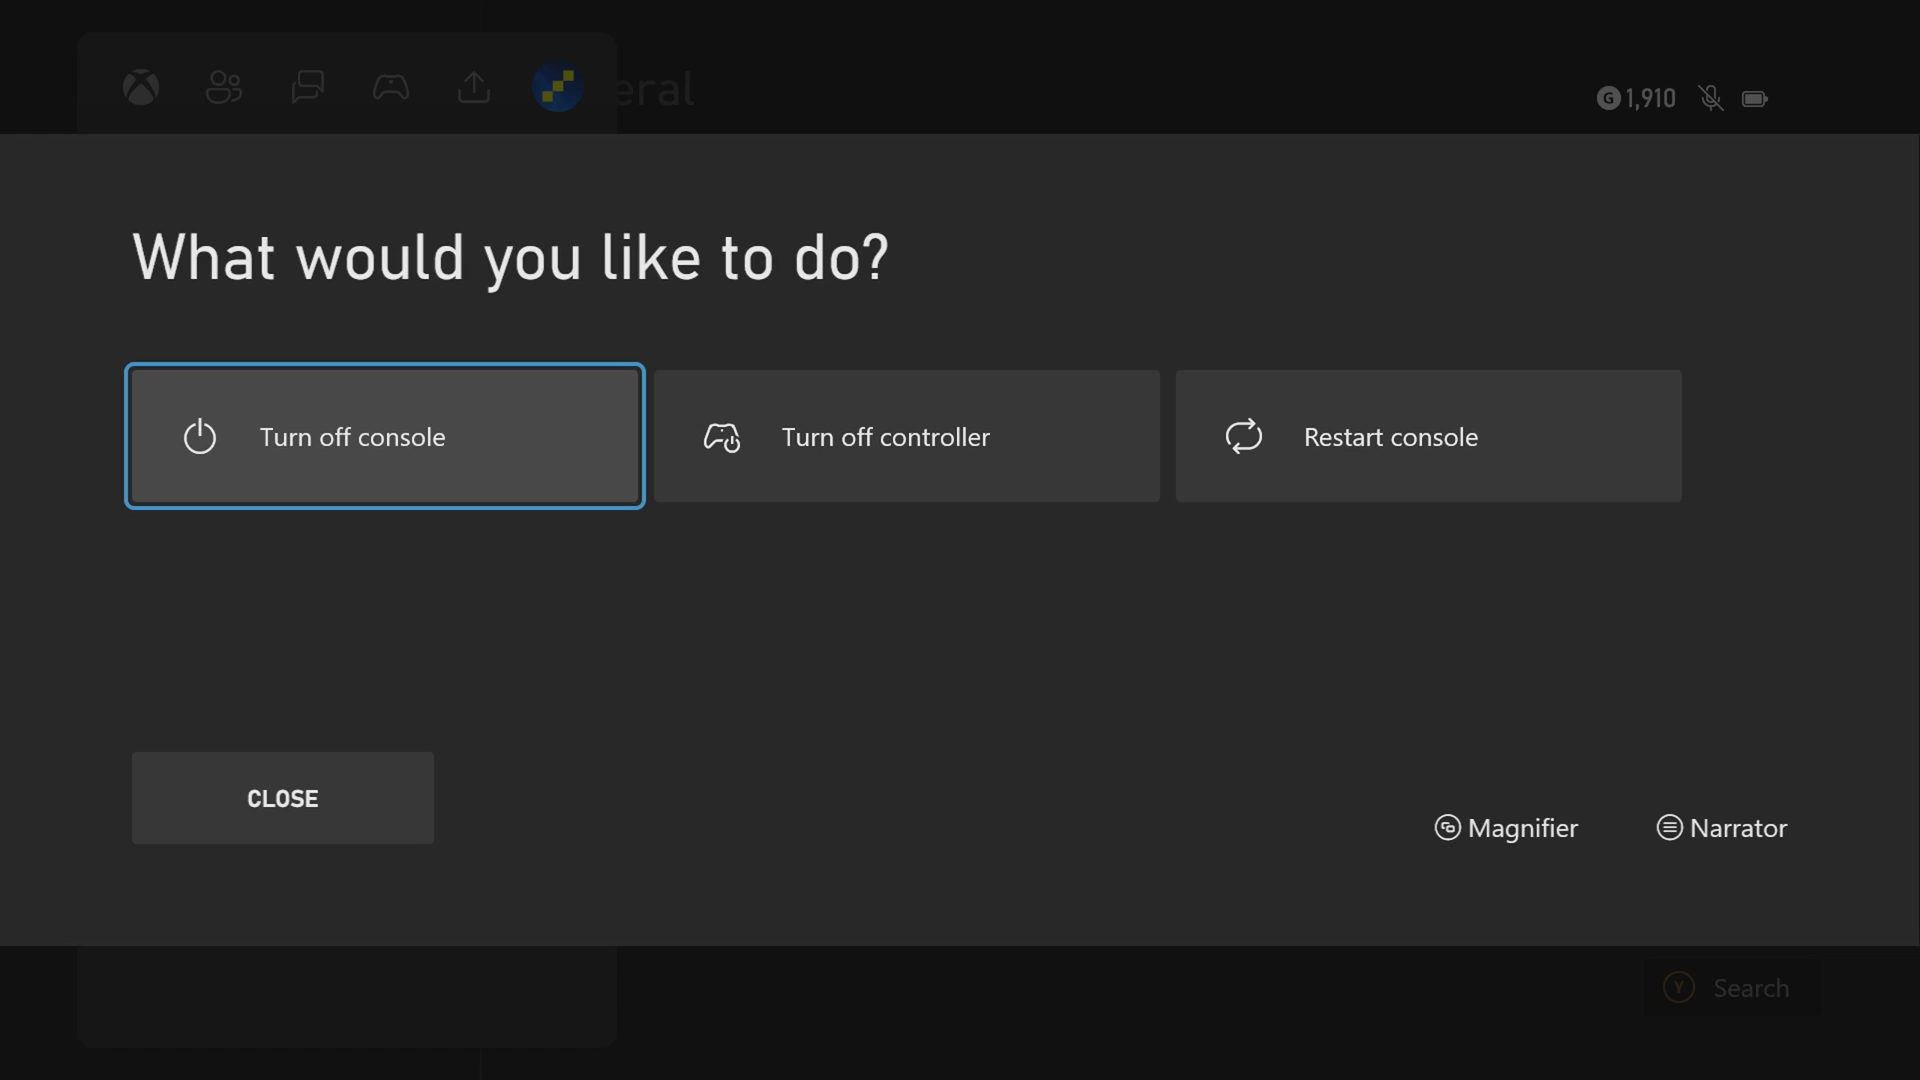 eral
G 1,910
What would you like to do?
Turn off console
Turn off controller
Restart console
CLOSE
Magnifier
Narrator
Y Search